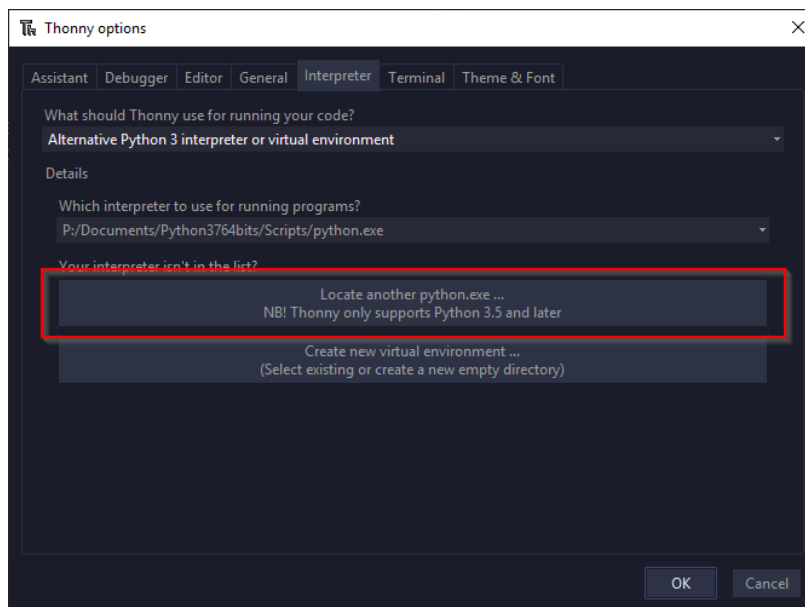 Thonny options
Assistant Debugger Editor General Interpreter Terminal Theme & Font
What should Thonny use for running your code?
Alternative Python 3 interpreter or virtual environment
Details
Which interpreter to use for running programs?
P:/Documents/Python3764bits/Scripts/python.exe
Your interpreter isn't in the list?
Locate another python.exe ...
NB! Thonny only supports Python 3.5 and later
Create new virtual environment ...
(Select existing or create a new empty directory)
OK Cancel